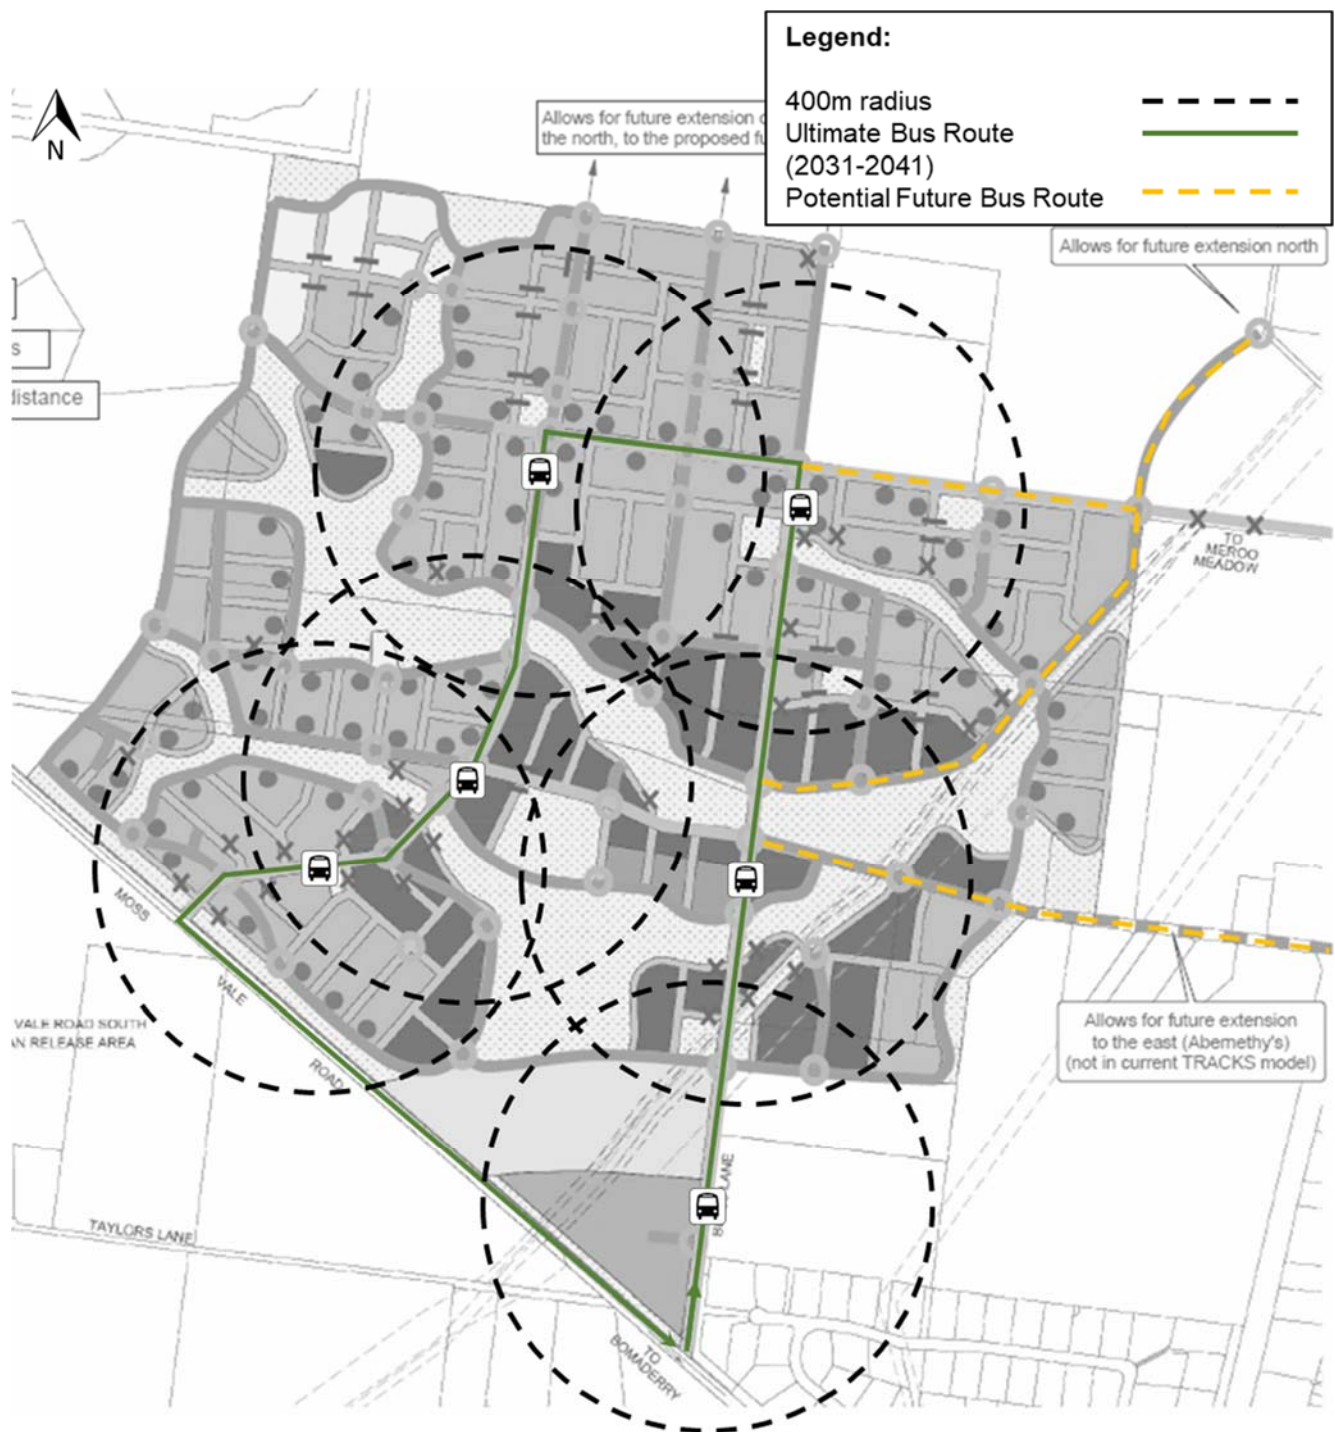 Legend:
400m radius
Ultimate Bus Route
(2031-2041)
Potential Future Bus Route
N
Allows for future extension
the north, to the proposed
Allows for future extension north
s
distance
TO
MEROO
MEADOW
MOSS
VALE
ROAD
VALE ROAD SOUTH
AN RELEASE AREA
Allows for future extension
to the east (Abernethy's)
(not in current TRACKS model)
LANE
TAYLORS LANE
TO
BOMADERRY